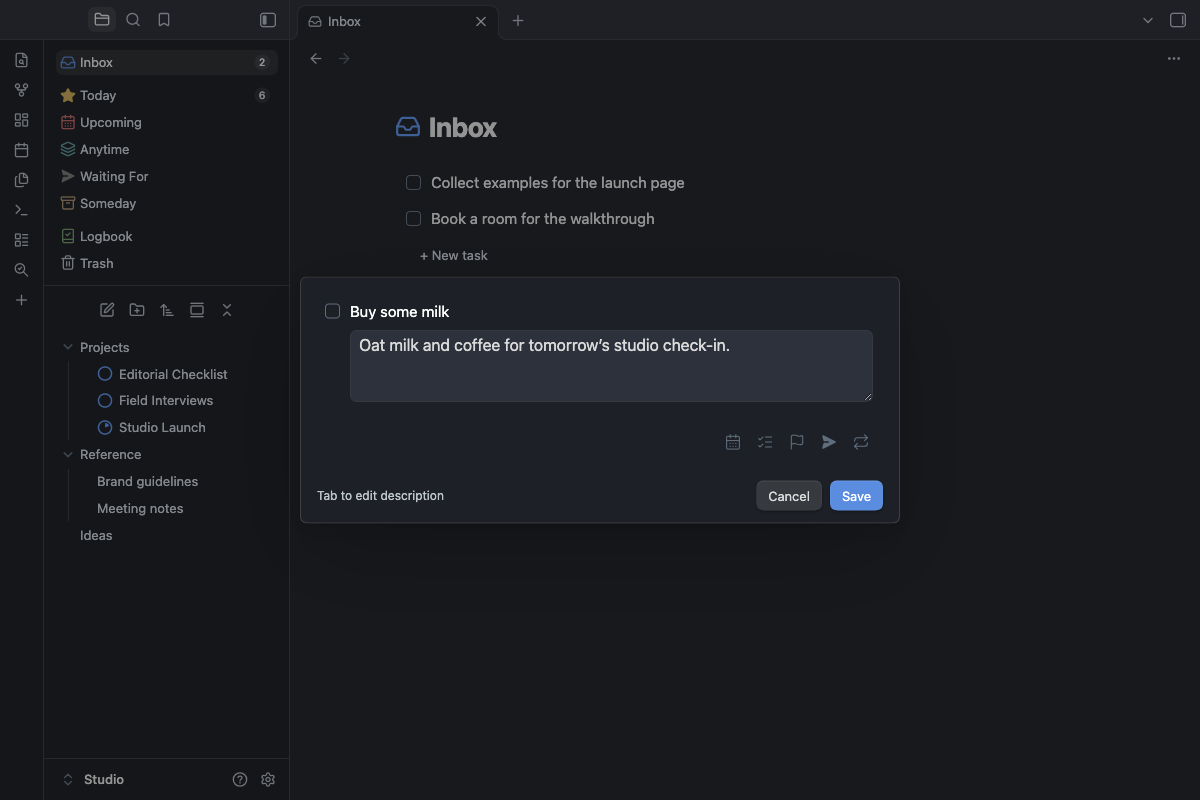 Inbox
Inbox
2
Today
6
Upcoming
Anytime
Waiting For
Someday
Logbook
Trash
Projects
Editorial Checklist
Field Interviews
Studio Launch
Reference
Brand guidelines
Meeting notes
Ideas
Studio
Inbox
Collect examples for the launch page
Book a room for the walkthrough
+ New task
Buy some milk
Oat milk and coffee for tomorrow’s studio check-in.
Tab to edit description
Cancel
Save